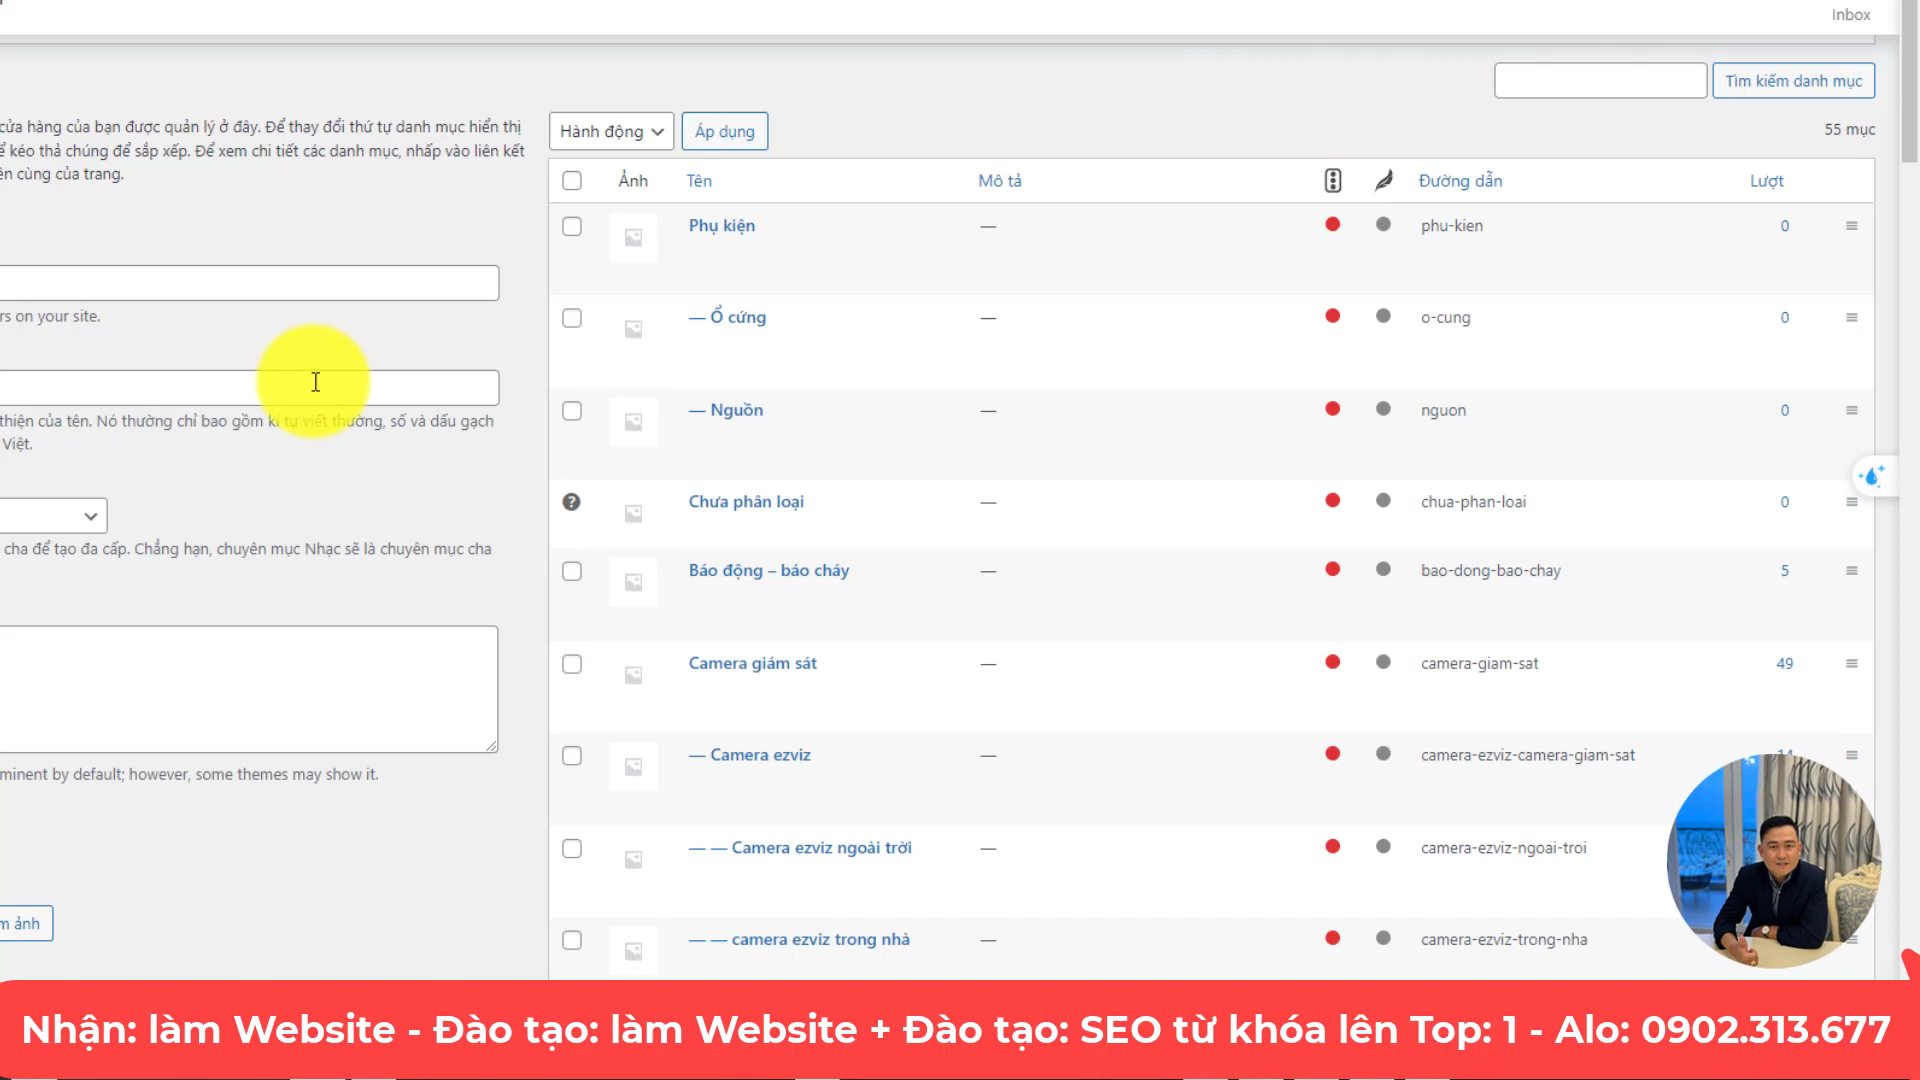 Inbox
Tìm kiếm danh mục
cửa hàng của bạn được quản lý ở đây. Để thay đổi thứ tự danh mục hiển thị
kéo thả chúng để sắp xếp. Để xem chi tiết các danh mục, nhấp vào liên kết
ên cùng của trang.
rs on your site.
thiện của tên. Nó thường chỉ bao gồm kí tự viết thường, số và dấu gạch
Việt.
cha để tạo đa cấp. Chẳng hạn, chuyên mục Nhạc sẽ là chuyên mục cha
minent by default; however, some themes may show it.
m ảnh
Hành động Áp dụng 55 mục
Ảnh Tên Mô tả Đường dẫn Lượt
Phụ kiện — phu-kien 0
— Ổ cứng — o-cung 0
— Nguồn — nguon 0
Chưa phân loại — chua-phan-loai 0
Báo động – báo cháy — bao-dong-bao-chay 5
Camera giám sát — camera-giam-sat 49
— Camera ezviz — camera-ezviz-camera-giam-sat 14
— — Camera ezviz ngoài trời — camera-ezviz-ngoai-troi
— — camera ezviz trong nhà — camera-ezviz-trong-nha
Nhận: làm Website - Đào tạo: làm Website + Đào tạo: SEO từ khóa lên Top: 1 - Alo: 0902.313.677